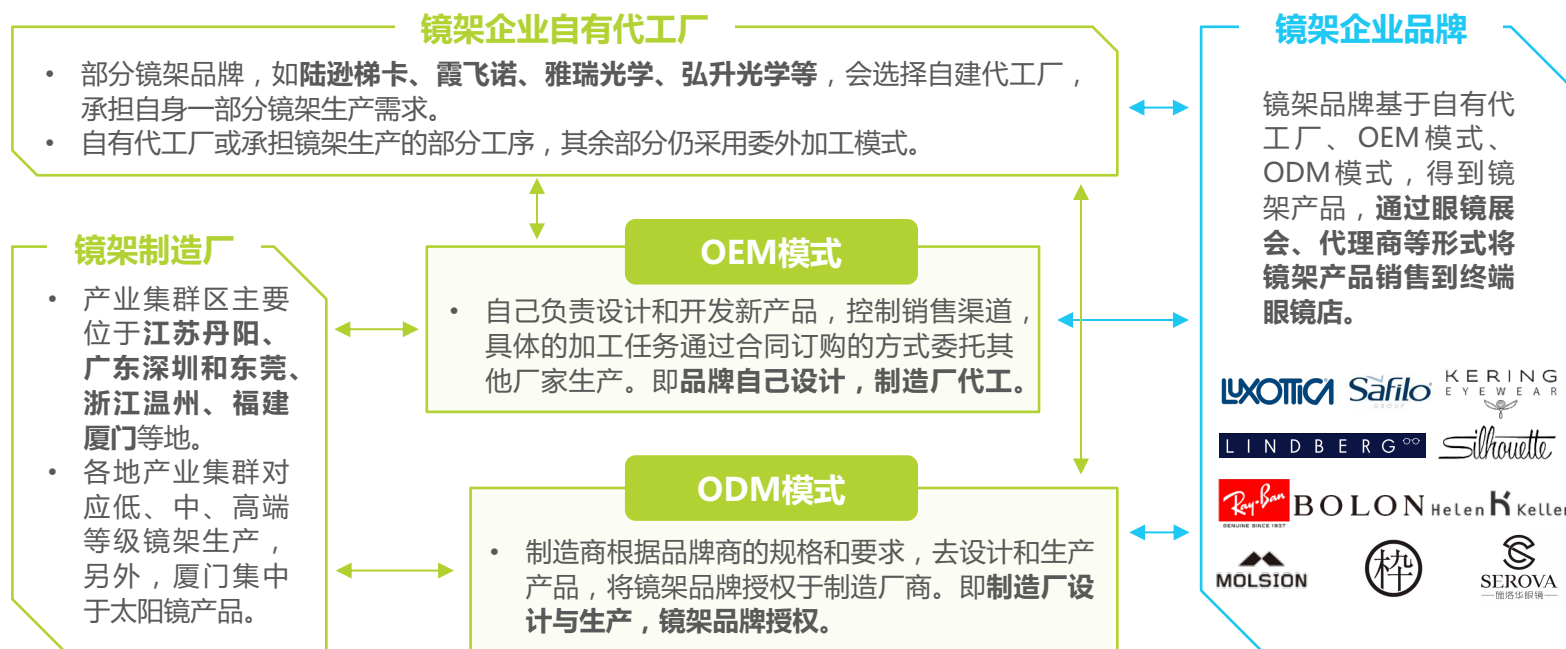 镜架企业自有代工厂
• 部分镜架品牌，如陆逊梯卡、霞飞诺、雅瑞光学、弘升光学等，会选择自建代工厂，
承担自身一部分镜架生产需求。
• 自有代工厂或承担镜架生产的部分工序，其余部分仍采用委外加工模式。
镜架制造厂
• 产业集群区主要
位于江苏丹阳、
广东深圳和东莞、
浙江温州、福建
厦门等地。
• 各地产业集群对
应低、中、高端
等级镜架生产，
另外，厦门集中
于太阳镜产品。
OEM模式
• 自己负责设计和开发新产品，控制销售渠道，
具体的加工任务通过合同订购的方式委托其
他厂家生产。即品牌自己设计，制造厂代工。
ODM模式
• 制造商根据品牌商的规格和要求，去设计和生产
产品，将镜架品牌授权于制造厂商。即制造厂设
计与生产，镜架品牌授权。
镜架企业品牌
镜架品牌基于自有代
工厂、OEM模式、
ODM模式，得到镜
架产品，通过眼镜展
会、代理商等形式将
镜架产品销售到终端
眼镜店。
LUXOTTICA
Sàfilo
GROUP
KERING
EYEWEAR
LINDBERG
Silhouette
Ray-Ban
GENUINE SINCE 1937
BOLON
Helen K Keller
MOLSION
枠
SEROVA
施洛华眼镜